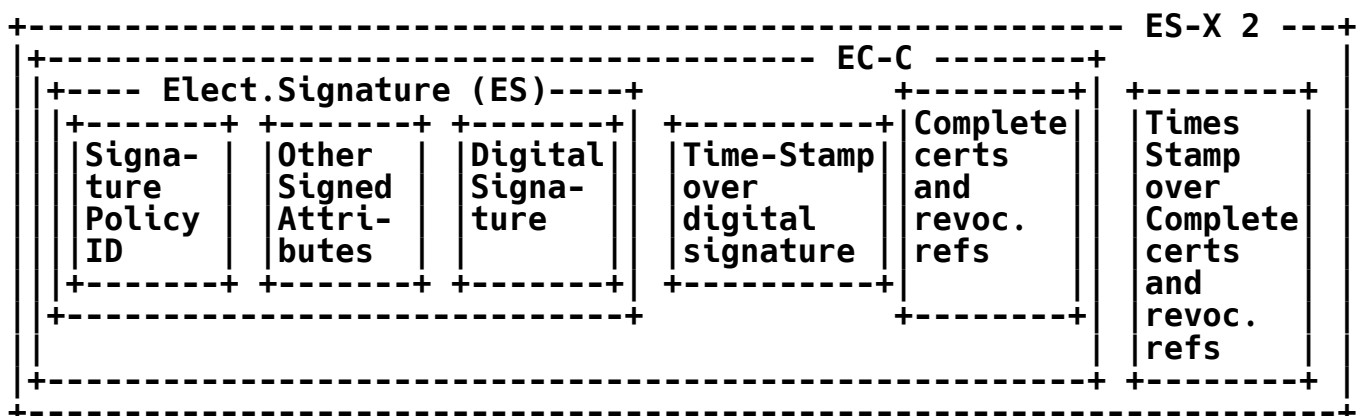 ES-X 2
EC-C
Elect.Signature (ES)
Signa-
ture
Policy
ID
Other
Signed
Attri-
butes
Digital
Signa-
ture
Time-Stamp
over
digital
signature
Complete
certs
and
revoc.
refs
Times
Stamp
over
Complete
certs
and
revoc.
refs